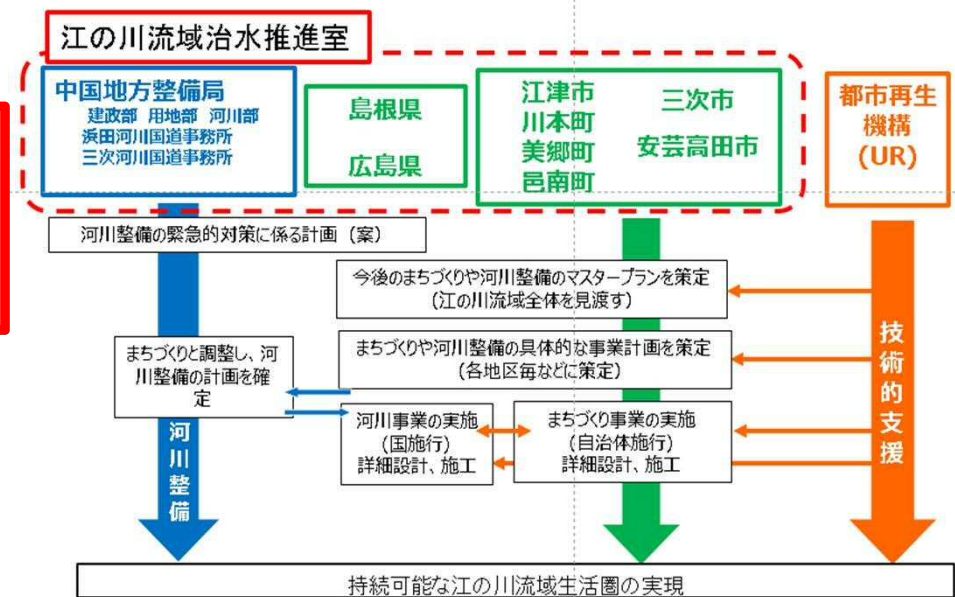 江の川流域治水推進室
中国地方整備局
建政部 用地部 河川部
浜田河川国道事務所
三次河川国道事務所
島根県
広島県
江津市
川本町
美郷町
邑南町
三次市
安芸高田市
都市再生
機構
(UR)
河川整備の緊急的対策に係る計画（案）
今後のまちづくりや河川整備のマスタープランを策定
(江の川流域全体を見渡す)
まちづくりと調整し、河
川整備の計画を確
定
まちづくりや河川整備の具体的な事業計画を策定
(各地区毎などに策定)
河川事業の実施
(国施行)
詳細設計、施工
まちづくり事業の実施
(自治体施行)
詳細設計、施工
河川整備
技術的支援
持続可能な江の川流域生活圏の実現